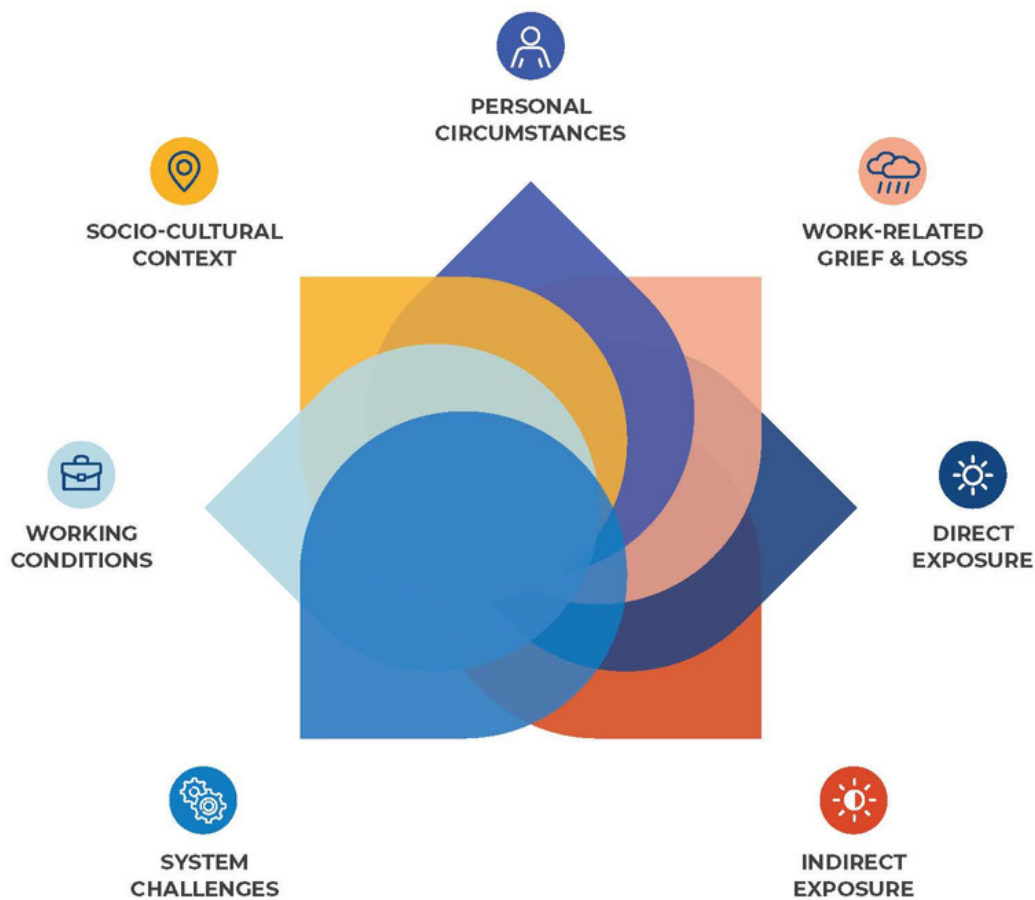 PERSONAL
CIRCUMSTANCES
SOCIO-CULTURAL
CONTEXT
WORK-RELATED
GRIEF & LOSS
WORKING
CONDITIONS
DIRECT
EXPOSURE
SYSTEM
CHALLENGES
INDIRECT
EXPOSURE